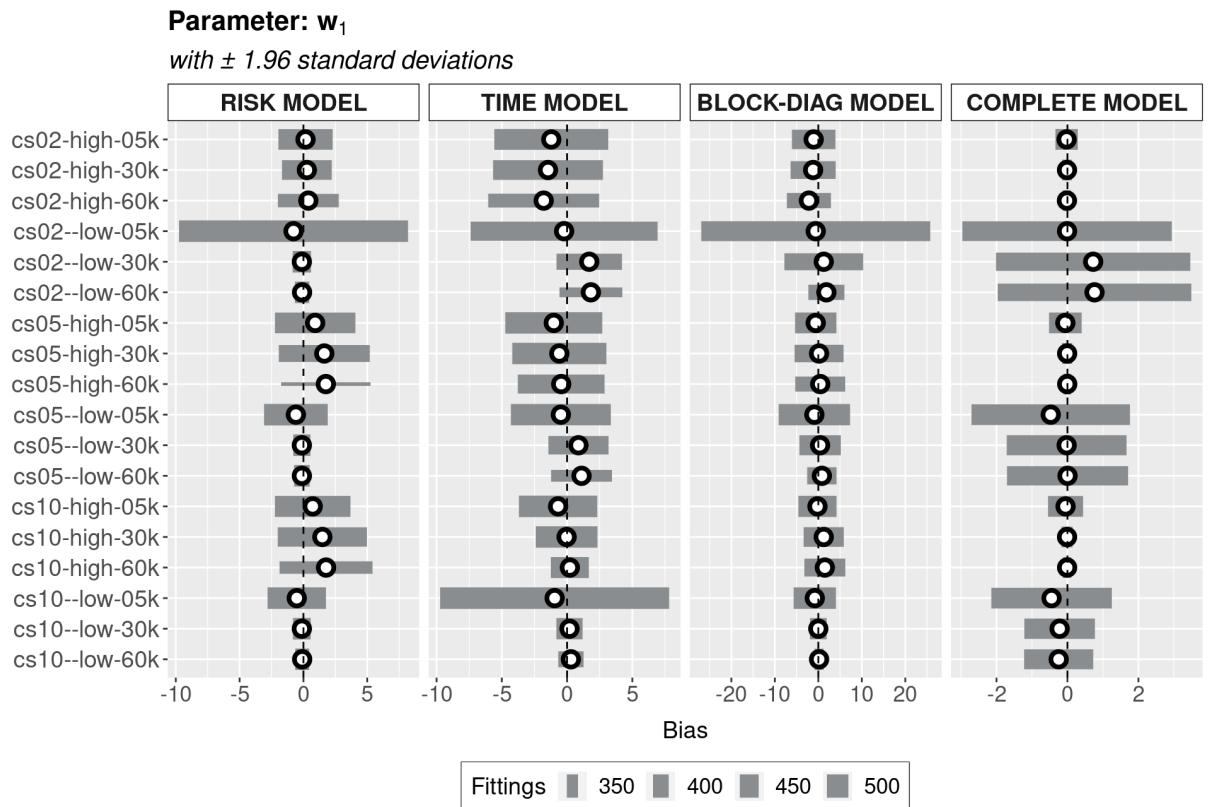 Parameter: w₁
with ± 1.96 standard deviations
RISK MODEL TIME MODEL BLOCK-DIAG MODEL COMPLETE MODEL
cs02-high-05k
cs02-high-30k
cs02-high-60k
cs02--low-05k
cs02--low-30k
cs02--low-60k
cs05-high-05k
cs05-high-30k
cs05-high-60k
cs05--low-05k
cs05--low-30k
cs05--low-60k
cs10-high-05k
cs10-high-30k
cs10-high-60k
cs10--low-05k
cs10--low-30k
cs10--low-60k
-10 -5 0 5 -10 -5 0 5 -20 -10 0 10 20 -2 0 2
Bias
Fittings 350 400 450 500